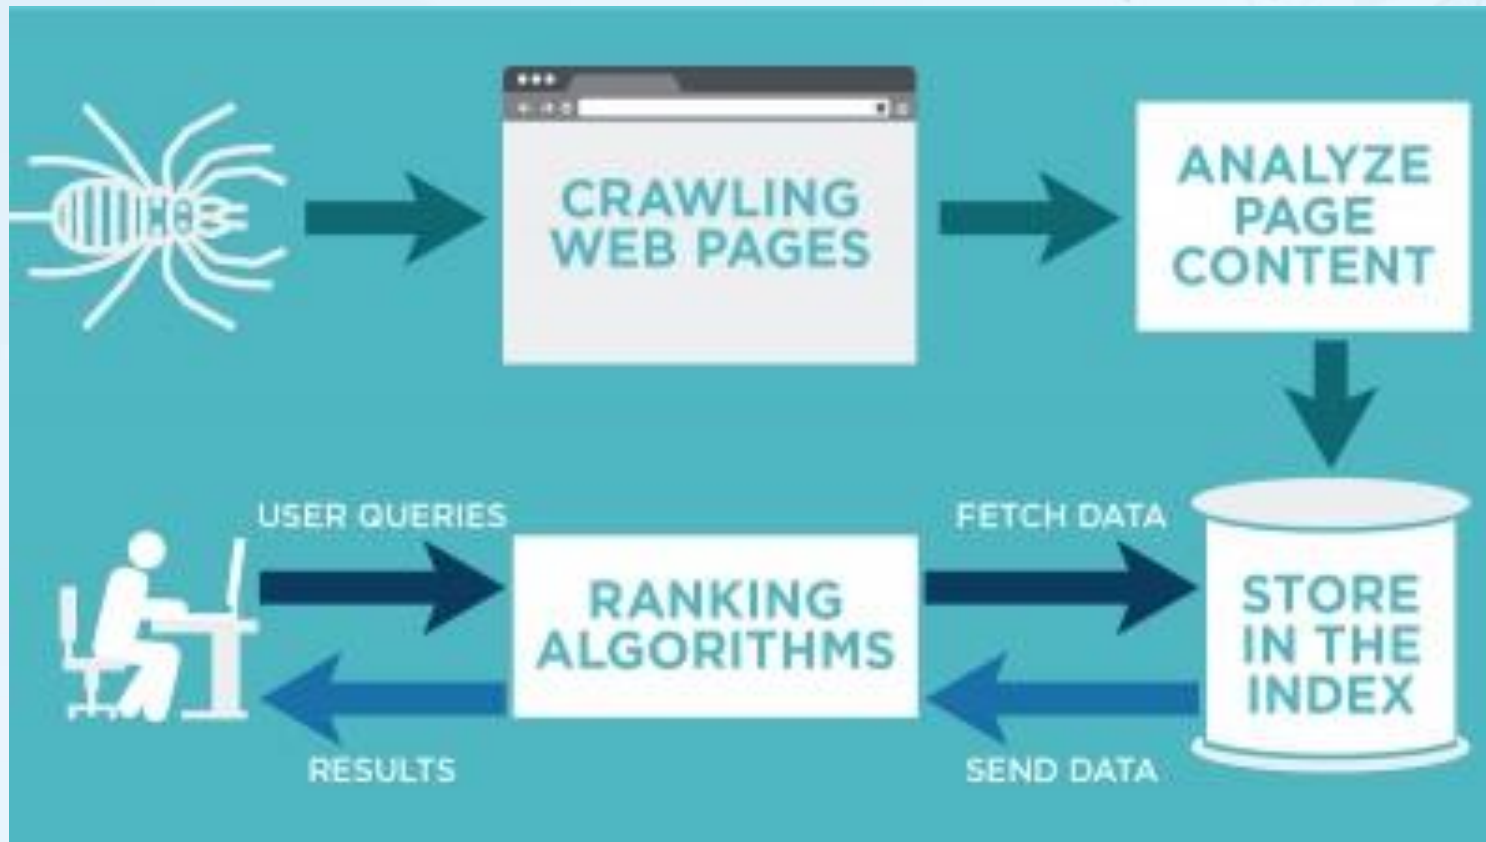 CRAWLING
WEB PAGES
ANALYZE
PAGE
CONTENT
USER QUERIES
FETCH DATA
RANKING
ALGORITHMS
STORE
IN THE
INDEX
RESULTS
SEND DATA